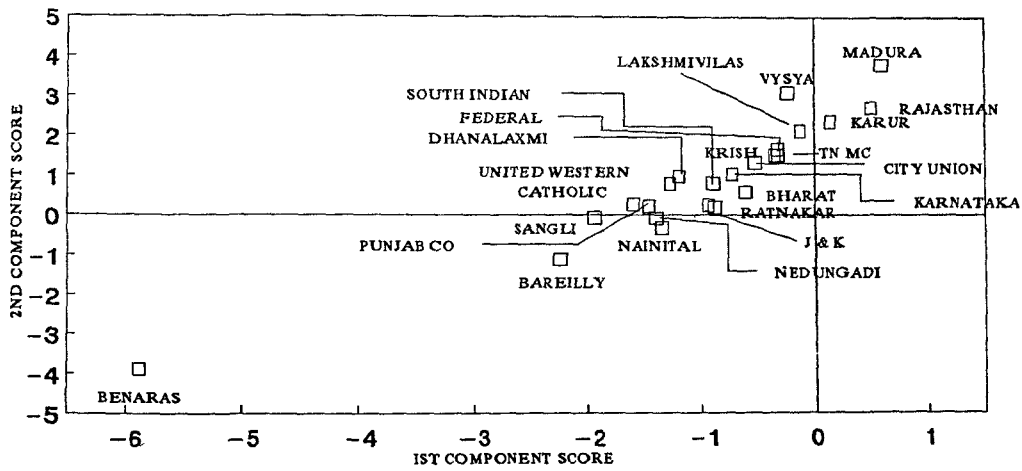 5
4
3
2
1
0
−1
−2
−3
−4
−5
2ND COMPONENT SCORE
MADURA
LAKSHMIVILAS
VYSYA
SOUTH INDIAN
RAJASTHAN
FEDERAL
KARUR
DHANALAXMI
KRISH
TN MC
CITY UNION
UNITED WESTERN
CATHOLIC
BHARAT
KARNATAKA
RATNAKAR
SANGLI
PUNJAB CO
NAINITAL
J & K
NEDUNGADI
BAREILLY
BENARAS
−6
−5
−4
−3
−2
−1
0
1
IST COMPONENT SCORE